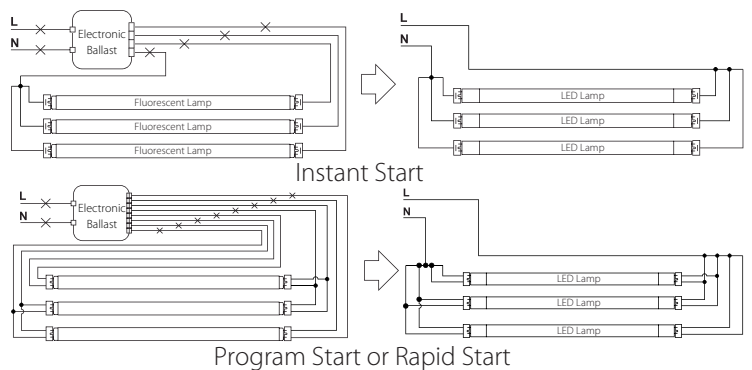 L
N
Electronic
Ballast
Fluorescent Lamp
Fluorescent Lamp
Fluorescent Lamp
L
N
LED Lamp
LED Lamp
LED Lamp
Instant Start
L
N
Electronic
Ballast
L
N
LED Lamp
LED Lamp
LED Lamp
Program Start or Rapid Start